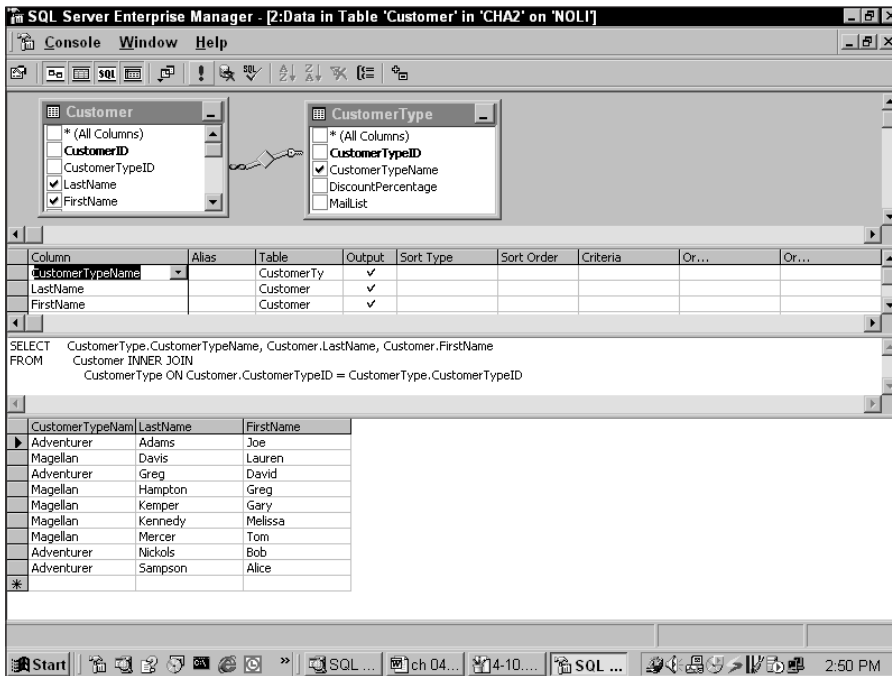 SQL Server Enterprise Manager - [2:Data in Table 'Customer' in 'CHA2' on 'NOLI']
Console Window Help
SQL
SQL
Customer
* (All Columns)
CustomerID
CustomerTypeID
LastName
FirstName
CustomerType
* (All Columns)
CustomerTypeID
CustomerTypeName
DiscountPercentage
MailList
Column Alias Table Output Sort Type Sort Order Criteria Or... Or...
CustomerTypeName CustomerTy
LastName Customer
FirstName Customer
SELECT CustomerType.CustomerTypeName, Customer.LastName, Customer.FirstName
FROM Customer INNER JOIN
CustomerType ON Customer.CustomerTypeID = CustomerType.CustomerTypeID
CustomerTypeNam LastName FirstName
Adventurer Adams Joe
Magellan Davis Lauren
Adventurer Greg David
Magellan Hampton Greg
Magellan Kemper Gary
Magellan Kennedy Melissa
Magellan Mercer Tom
Adventurer Nickols Bob
Adventurer Sampson Alice
Start » SQL ... ch 04... 4-10.... SQL ... 2:50 PM